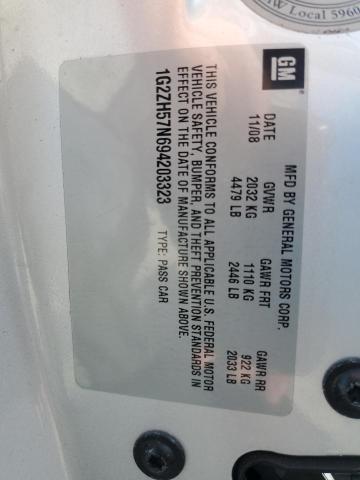 W Local 5960
GM
MFD BY GENERAL MOTORS CORP.
DATE GVWR GAWR FRT GAWR RR
11/08 2032 KG 1110 KG 922 KG
4479 LB 2446 LB 2033 LB
THIS VEHICLE CONFORMS TO ALL APPLICABLE U.S. FEDERAL MOTOR
VEHICLE SAFETY, BUMPER, AND THEFT PREVENTION STANDARDS IN
EFFECT ON THE DATE OF MANUFACTURE SHOWN ABOVE.
1G2ZH57N694203323 TYPE: PASS CAR